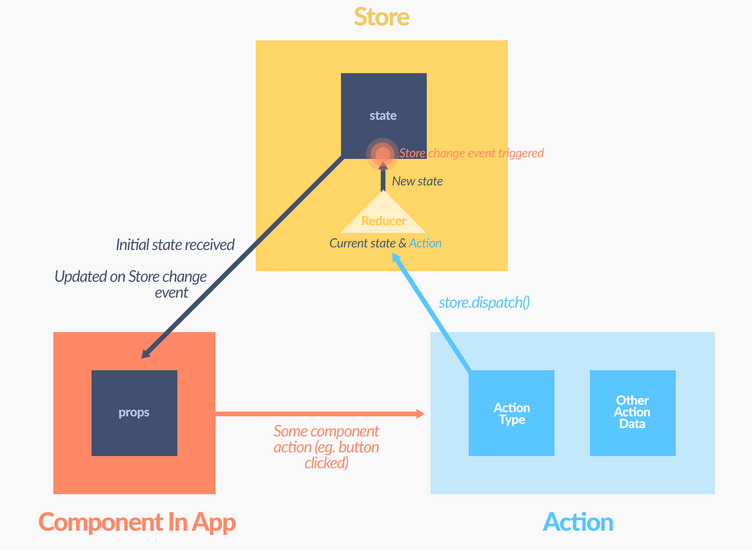 Store
state
Store change event triggered
New state
Reducer
Current state & Action
Initial state received
Updated on Store change
event
store.dispatch()
props
Action
Type
Other
Action
Data
Some component
action (eg. button
clicked)
Component In App
Action